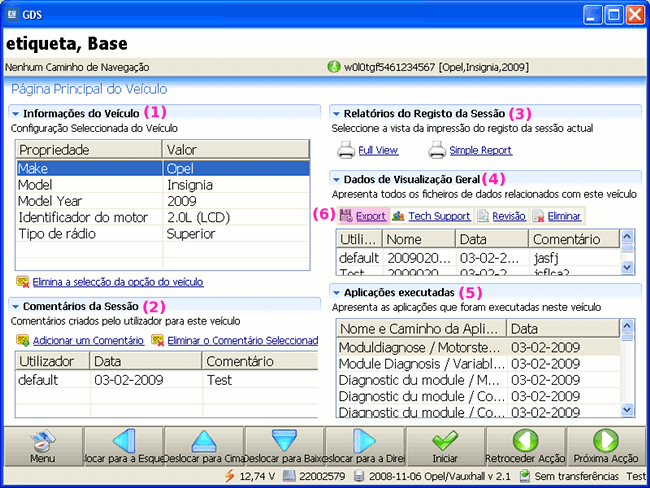 GDS
etiqueta, Base
Nenhum Caminho de Navegação
w0l0tgf5461234567 [Opel,Insignia,2009]
Página Principal do Veículo
Informações do Veículo (1)
Configuração Seleccionada do Veículo
Propriedade Valor
Make Opel
Model Insignia
Model Year 2009
Identificador do motor 2.0L (LCD)
Tipo de rádio Superior
Elimina a selecção da opção do veículo
Comentários da Sessão (2)
Comentários criados pelo utilizador para este veículo
Adicionar um Comentário Eliminar o Comentário Seleccionad
Utilizador Data Comentário
default 03-02-2009 Test
Relatórios do Registo da Sessão (3)
Seleccione a vista da impressão do registo da sessão actual
Full View Simple Report
Dados de Visualização Geral (4)
Apresenta todos os ficheiros de dados relacionados com este veículo
(6) Export Tech Support Revisão Eliminar
Utili... Nome Data Comentário
default 2009020... 03-02-2... jasfj
Test 2009020... 03-02-2...
Aplicações executadas (5)
Apresenta as aplicações que foram executadas neste veículo
Nome e Caminho da Apli... Data
Moduldiagnose / Motorste... 03-02-2009
Module Diagnosis / Variabl... 03-02-2009
Diagnostic du module / M... 03-02-2009
Diagnostic du module / Co... 03-02-2009
Diagnostic du module / Co... 03-02-2009
Menu
locar para a Esque
Deslocar para Cima
Deslocar para Baixo
slocar para a Direi
Iniciar
Retroceder Acção
Próxima Acção
12,74 V 22002579 2008-11-06 Opel/Vauxhall v 2.1 Sem transferências Test